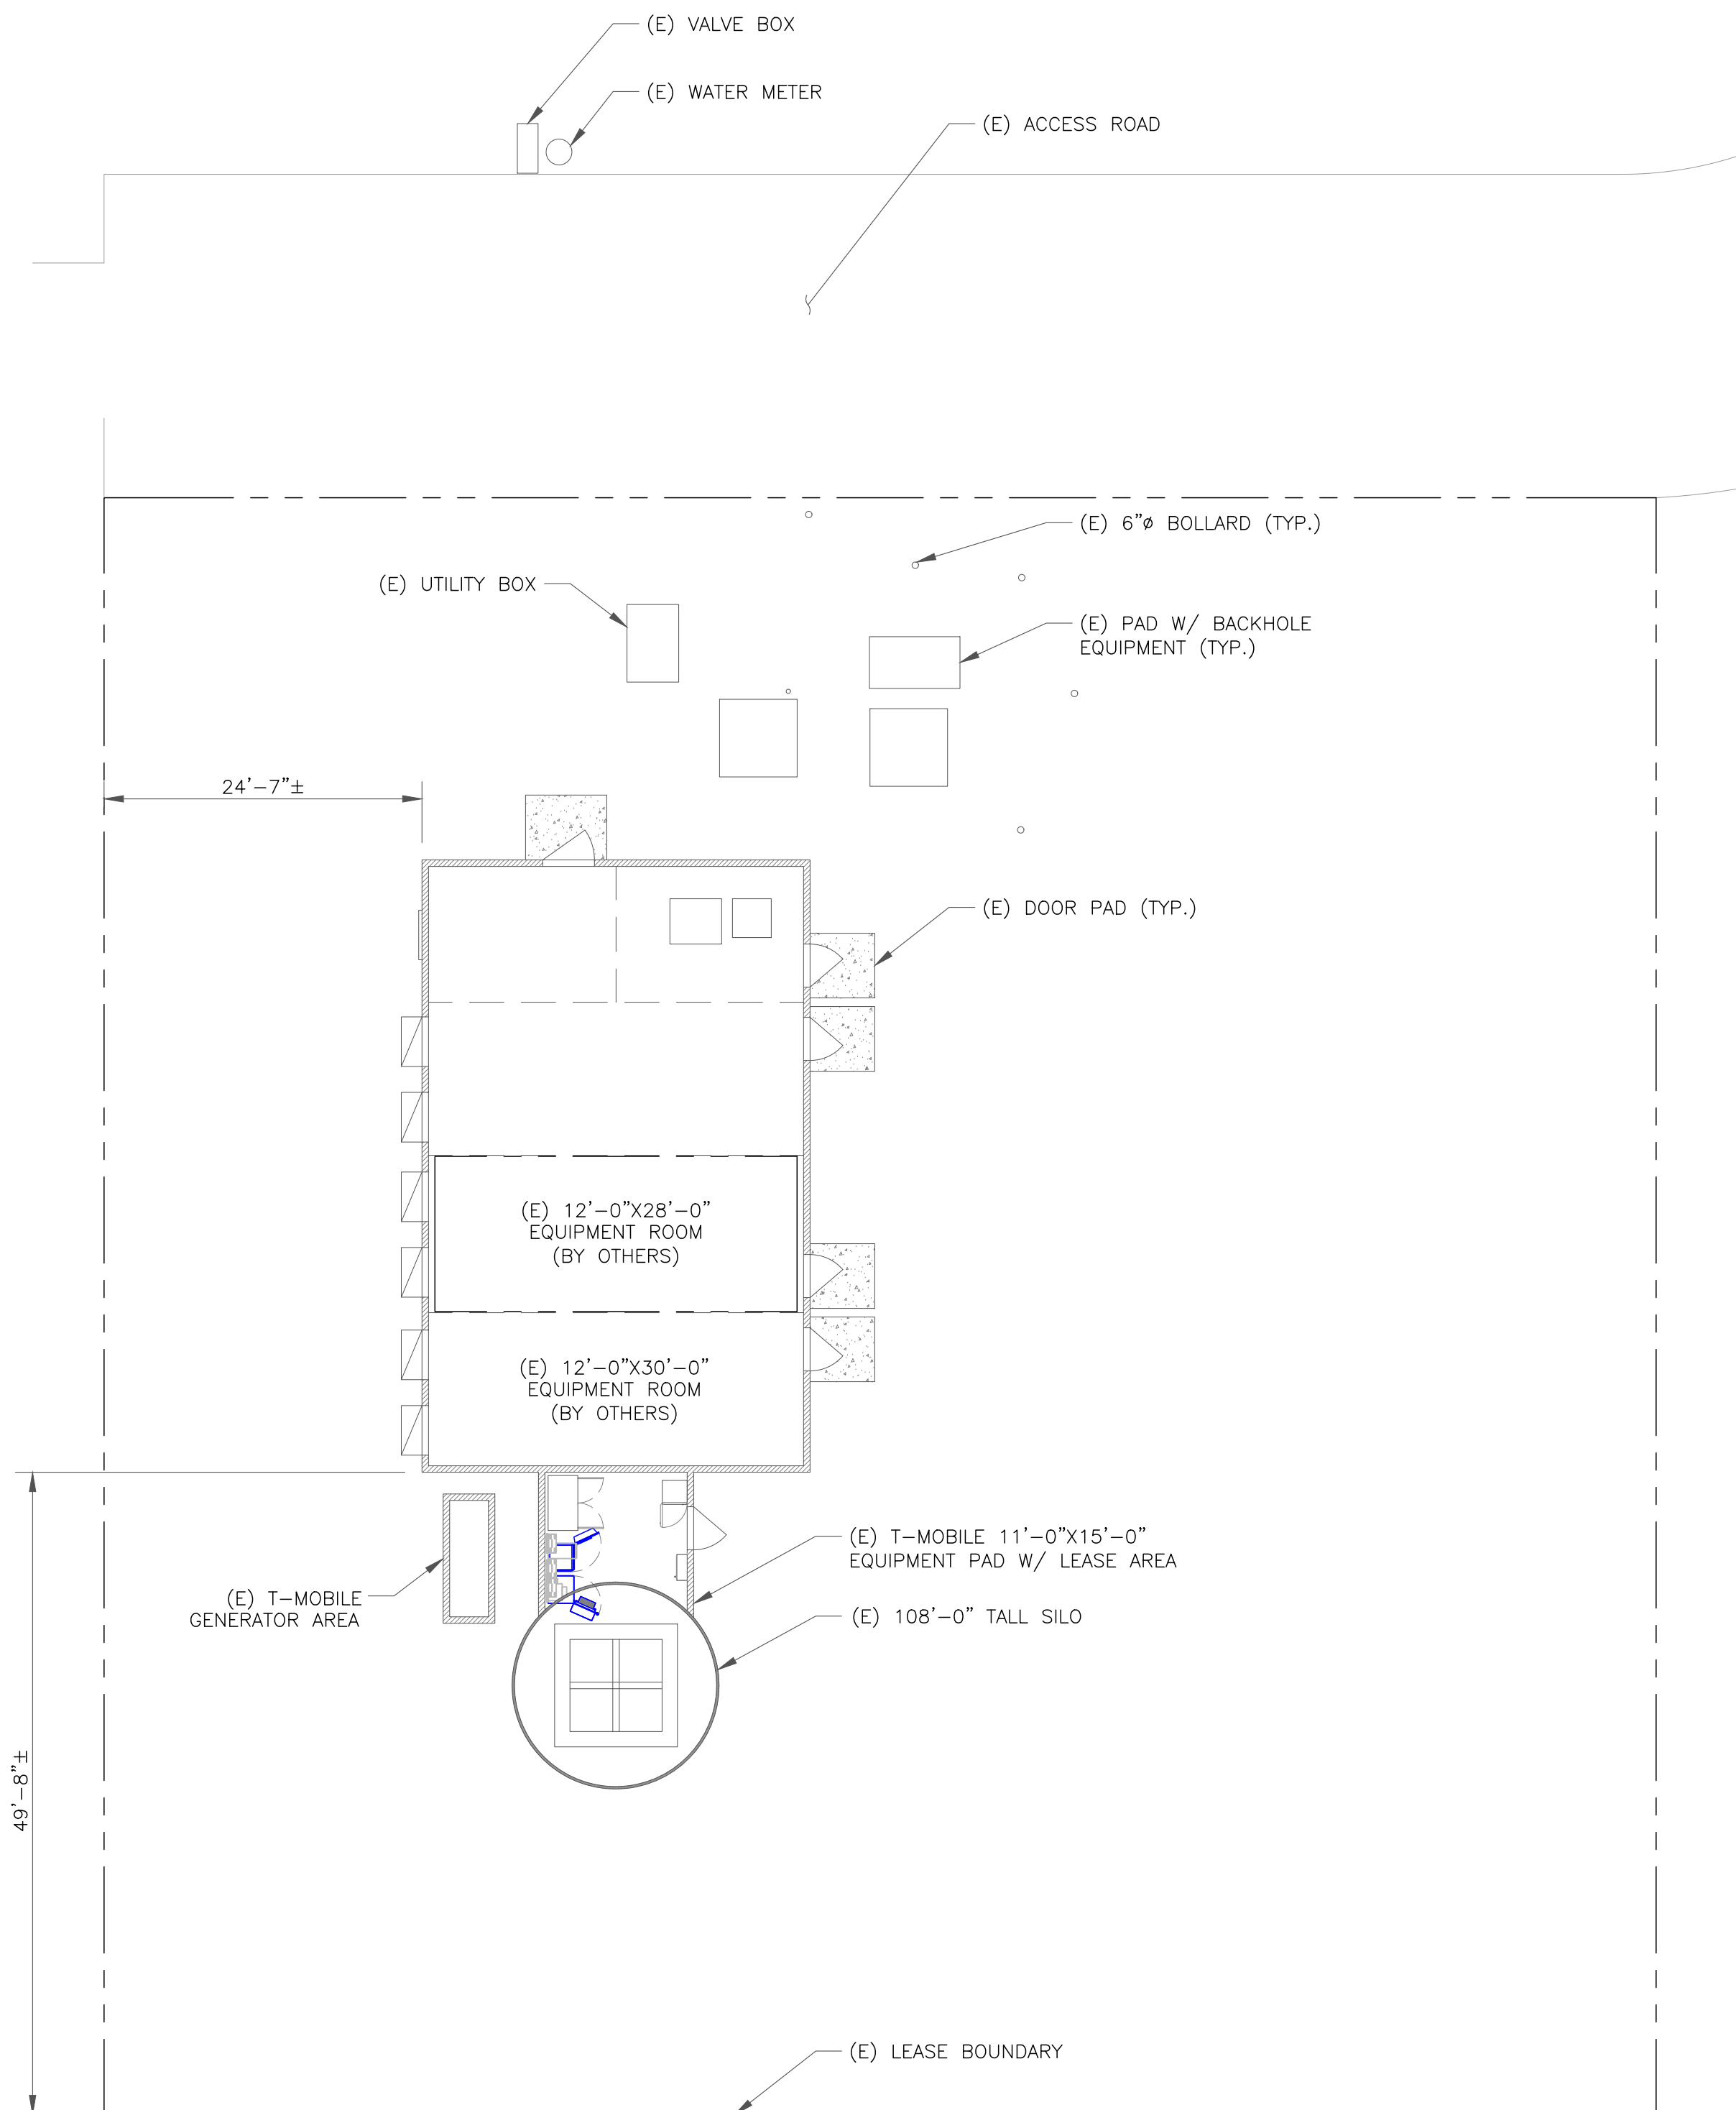 (E) VALVE BOX
(E) WATER METER
(E) ACCESS ROAD
(E) 6"ø BOLLARD (TYP.)
(E) UTILITY BOX
(E) PAD W/ BACKHOLE
EQUIPMENT (TYP.)
24'-7"±
(E) DOOR PAD (TYP.)
(E) 12'-0"X28'-0"
EQUIPMENT ROOM
(BY OTHERS)
(E) 12'-0"X30'-0"
EQUIPMENT ROOM
(BY OTHERS)
(E) T-MOBILE 11'-0"X15'-0"
EQUIPMENT PAD W/ LEASE AREA
(E) T-MOBILE
GENERATOR AREA
(E) 108'-0" TALL SILO
49'-8"±
(E) LEASE BOUNDARY